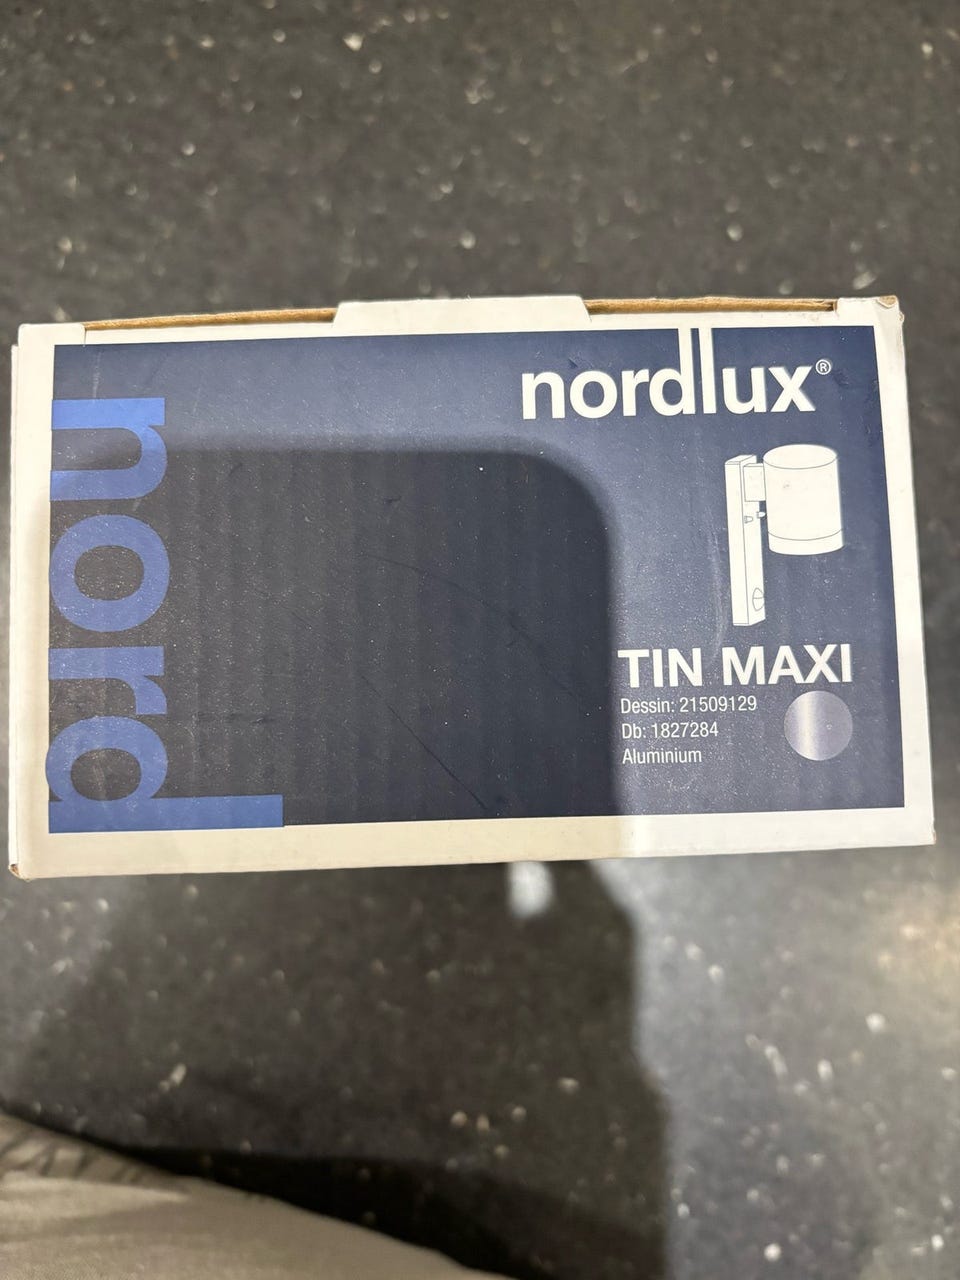 nord
nordlux®
TIN MAXI
Dessin: 21509129
Db: 1827284
Aluminium